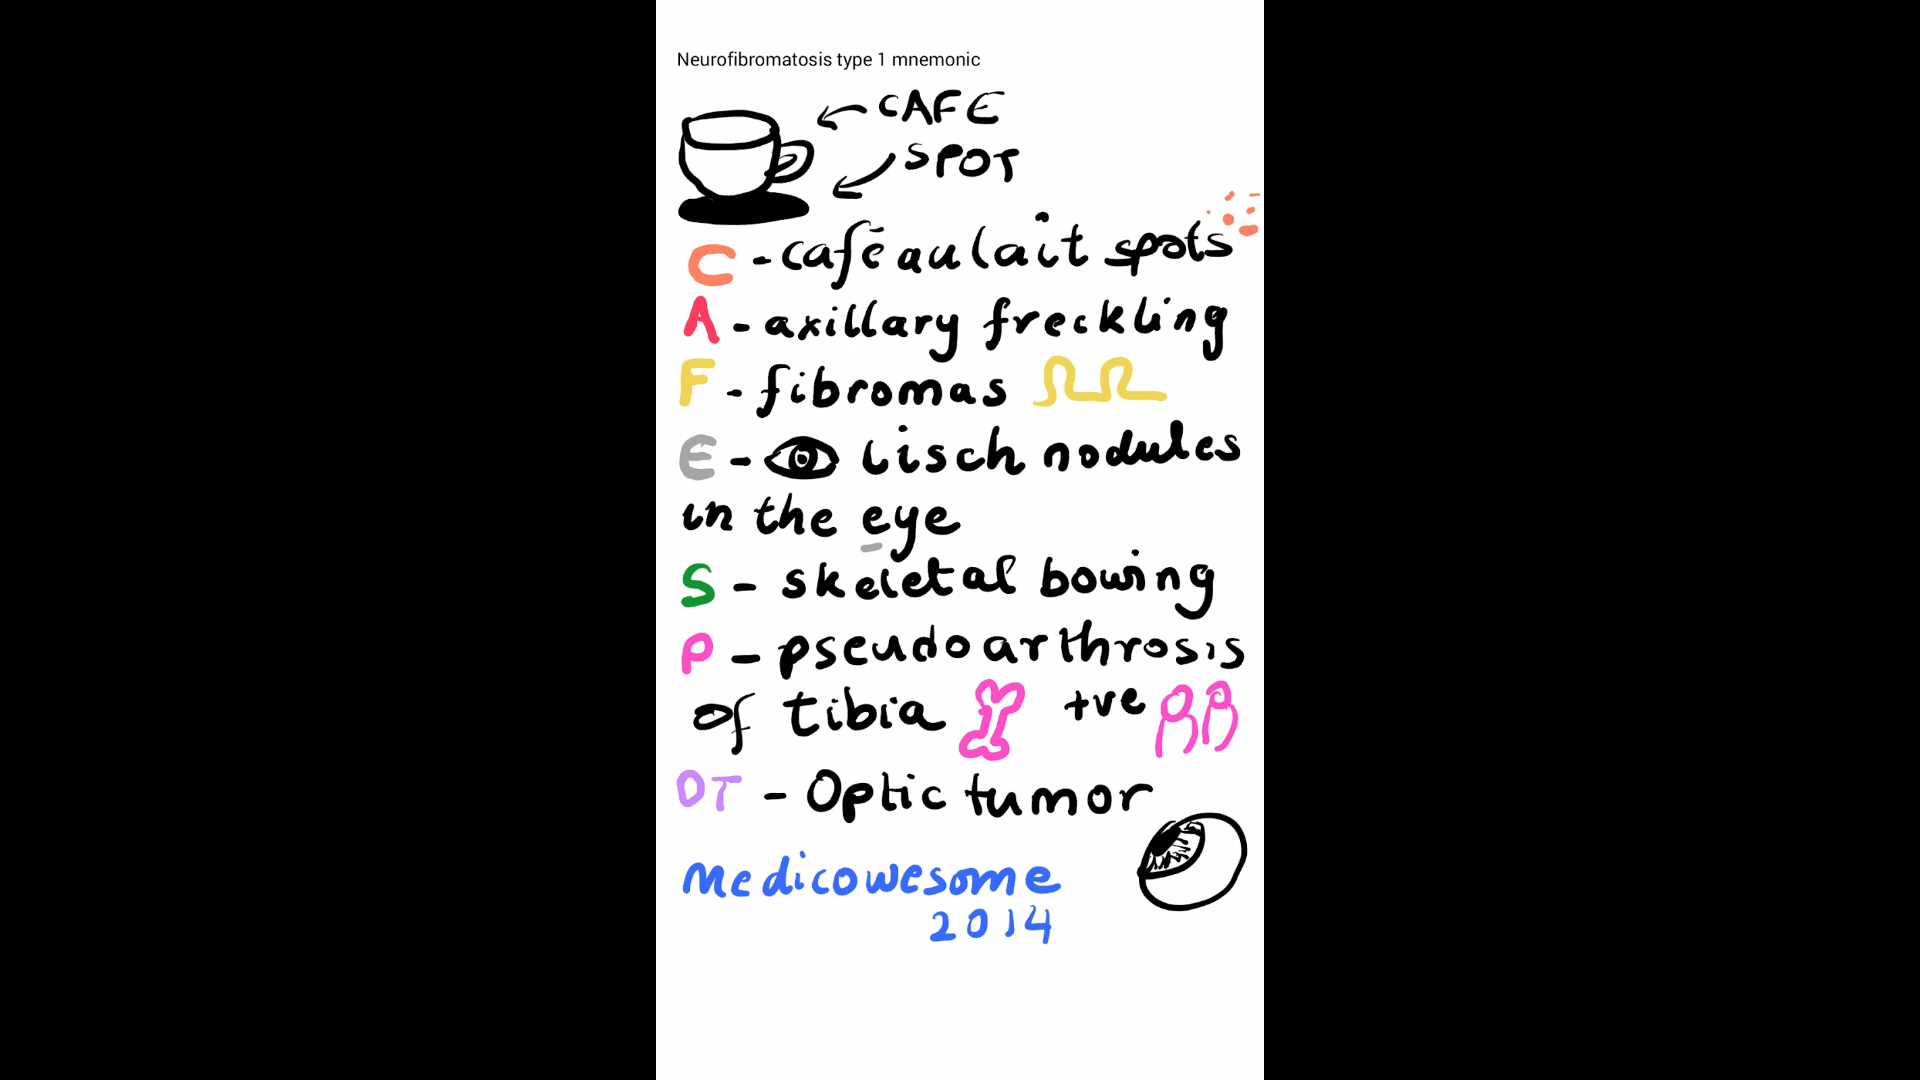 Neurofibromatosis type 1 mnemonic
CAFE
SPOT
C - café au lait spots
A - axillary freckling
F - fibromas
E - lisch nodules
in the eye
S - skeletal bowing
P - pseudoarthrosis
of tibia +ve
OT - Optic tumor
Medicowesome
2014